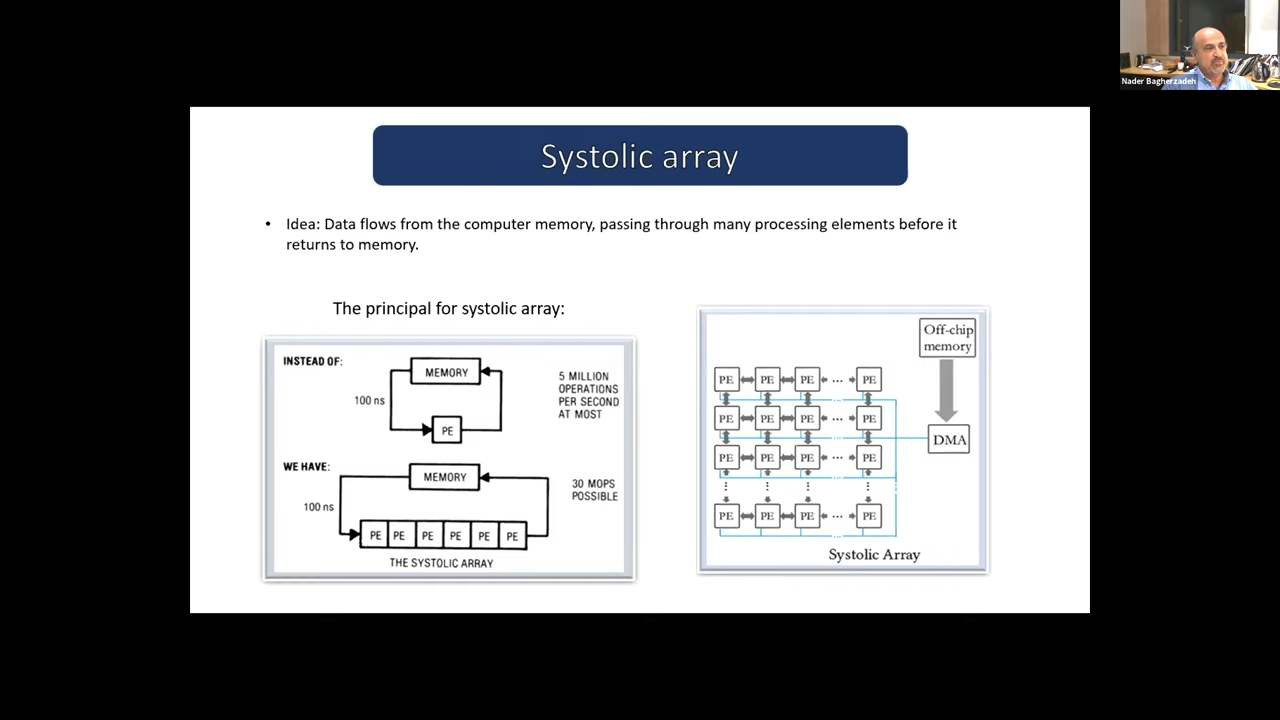 Nader Bagherzadeh
Systolic array
• Idea: Data flows from the computer memory, passing through many processing elements before it
returns to memory.
The principal for systolic array:
INSTEAD OF:
MEMORY
100 ns
PE
5 MILLION
OPERATIONS
PER SECOND
AT MOST
WE HAVE:
MEMORY
100 ns
PE PE PE PE PE PE
30 MOPS
POSSIBLE
THE SYSTOLIC ARRAY
Off-chip
memory
DMA
PE PE PE ... PE
PE PE PE ... PE
PE PE PE ... PE
PE PE PE ... PE
Systolic Array